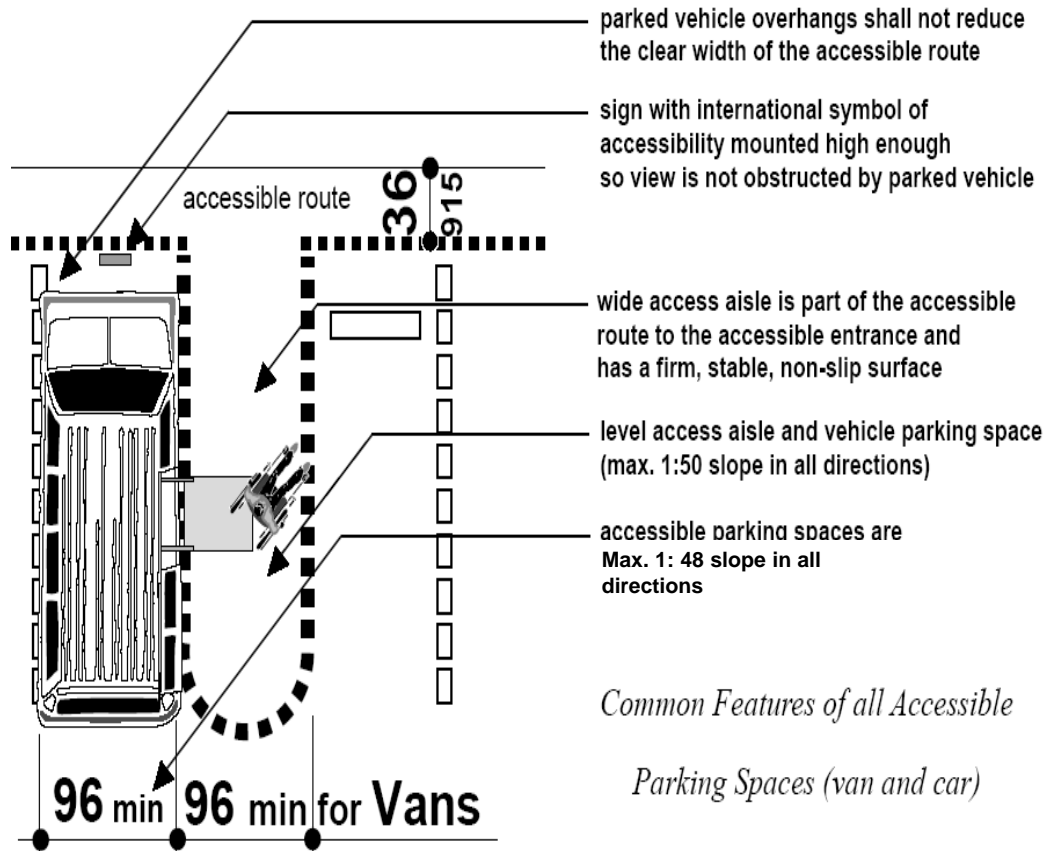 parked vehicle overhangs shall not reduce
the clear width of the accessible route
sign with international symbol of
accessibility mounted high enough
so view is not obstructed by parked vehicle
accessible route
36
915
wide access aisle is part of the accessible
route to the accessible entrance and
has a firm, stable, non-slip surface
level access aisle and vehicle parking space
(max. 1:50 slope in all directions)
accessible parking spaces are
Max. 1: 48 slope in all
directions
Common Features of all Accessible
Parking Spaces (van and car)
96 min 96 min for Vans